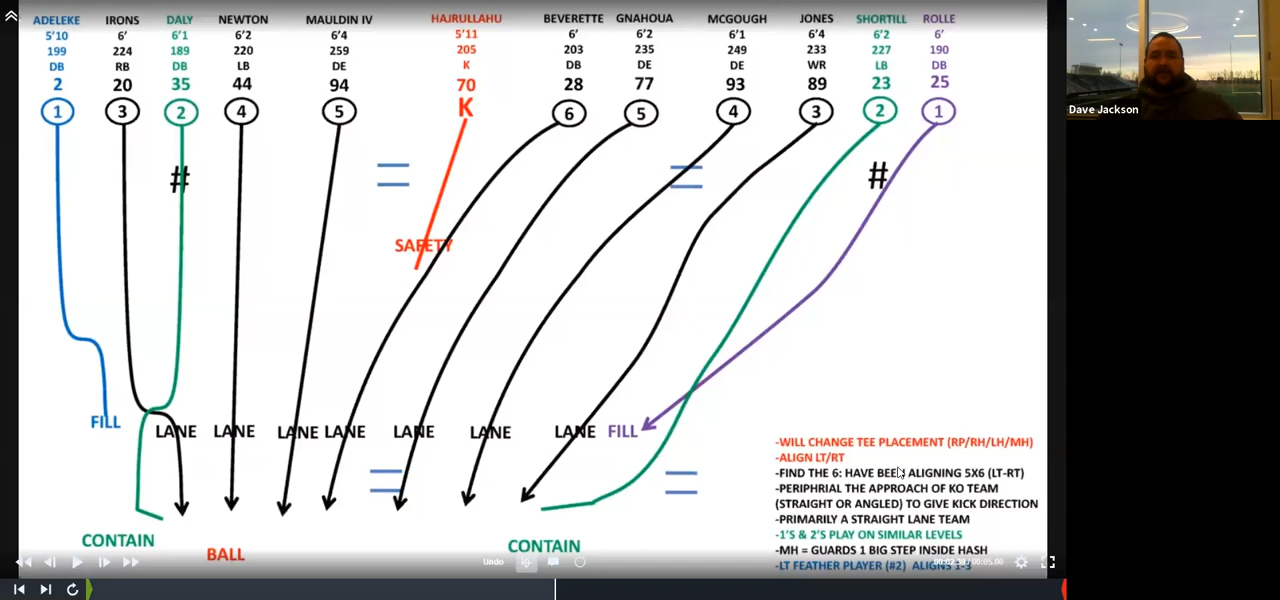 ADELEKE IRONS DALY NEWTON MAULDIN IV HAJRULLAHU BEVERETTE GNAHOUA MCGOUGH JONES SHORTILL ROLLE
5'10 6' 6'1 6'2 6'4 5'11 6' 6'2 6'1 6'4 6'2 6'
199 224 189 220 259 205 203 235 249 233 227 190
DB RB DB LB DE K DB DE DE WR LB DB
2 20 35 44 94 70 28 77 93 89 23 25
1 3 2 4 5 K 6 5 4 3 2 1
Dave Jackson
# #
SAFETY
FILL LANE LANE LANE LANE LANE LANE LANE FILL
-WILL CHANGE TEE PLACEMENT (RP/RH/LH/MH)
-ALIGN LT/RT
-FIND THE 6: HAVE BEEN ALIGNING 5X6 (LT-RT)
-PERIPHRIAL THE APPROACH OF KO TEAM
(STRAIGHT OR ANGLED) TO GIVE KICK DIRECTION
-PRIMARILY A STRAIGHT LANE TEAM
-1'S & 2'S PLAY ON SIMILAR LEVELS
-MH = GUARDS 1 BIG STEP INSIDE HASH
-LT FEATHER PLAYER (#2) ALIGNS 1-3
CONTAIN BALL CONTAIN
Undo